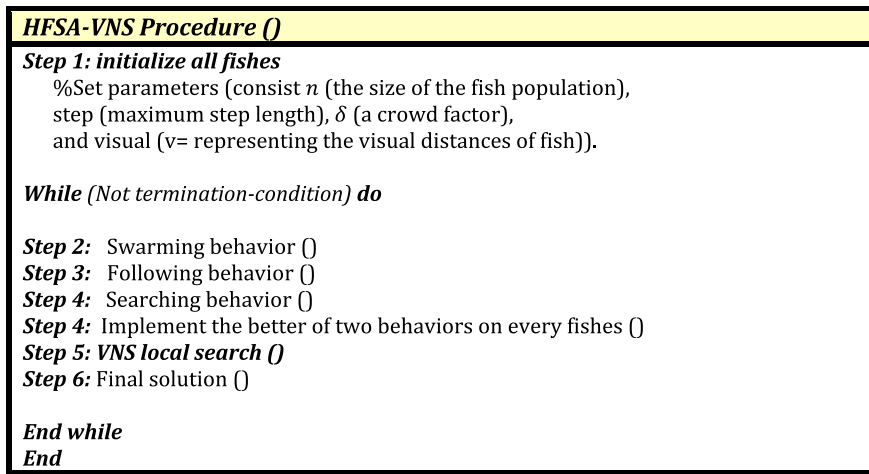 HFSA-VNS Procedure ()
Step 1: initialize all fishes
%Set parameters (consist n (the size of the fish population),
step (maximum step length), δ (a crowd factor),
and visual (v= representing the visual distances of fish)).
While (Not termination-condition) do
Step 2: Swarming behavior ()
Step 3: Following behavior ()
Step 4: Searching behavior ()
Step 4: Implement the better of two behaviors on every fishes ()
Step 5: VNS local search ()
Step 6: Final solution ()
End while
End